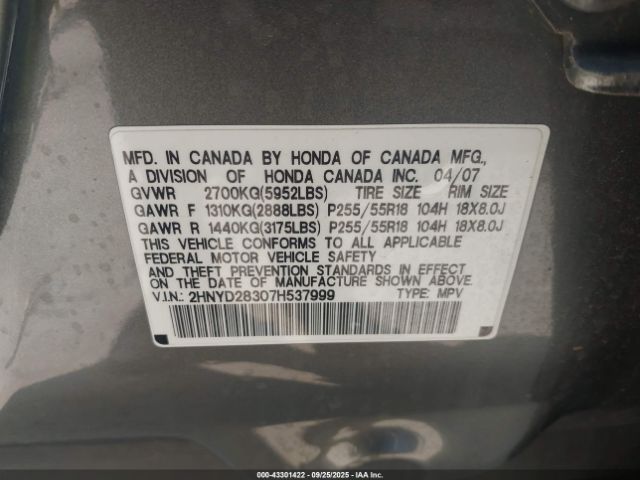 MFD. IN CANADA BY HONDA OF CANADA MFG.,
A DIVISION OF HONDA CANADA INC. 04/07
GVWR 2700KG(5952LBS) TIRE SIZE RIM SIZE
GAWR F 1310KG(2888LBS) P255/55R18 104H 18X8.0J
GAWR R 1440KG(3175LBS) P255/55R18 104H 18X8.0J
THIS VEHICLE CONFORMS TO ALL APPLICABLE
FEDERAL MOTOR VEHICLE SAFETY
AND THEFT PREVENTION STANDARDS IN EFFECT
ON THE DATE OF MANUFACTURE SHOWN ABOVE.
V.I.N.: 2HNYD28307H537999 TYPE: MPV
000-43301422 - 09/25/2025 - IAAI.com